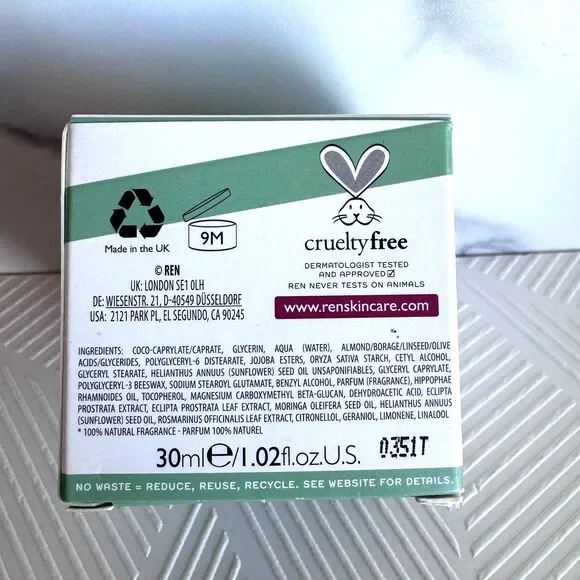 Made in the UK
9M
crueltyfree
© REN
UK: LONDON SE1 0LH
DE: WIESENSTR. 21, D-40549 DÜSSELDORF
USA: 2121 PARK PL, EL SEGUNDO, CA 90245
DERMATOLOGIST TESTED
AND APPROVED☑
REN NEVER TESTS ON ANIMALS
www.renskincare.com
INGREDIENTS: COCO-CAPRYLATE/CAPRATE, GLYCERIN, AQUA (WATER), ALMOND/BORAGE/LINSEED/OLIVE
ACIDS/GLYCERIDES, POLYGLYCERYL-6 DISTEARATE, JOJOBA ESTERS, ORYZA SATIVA STARCH, CETYL ALCOHOL,
GLYCERYL STEARATE, HELIANTHUS ANNUUS (SUNFLOWER) SEED OIL UNSAPONIFIABLES, GLYCERYL CAPRYLATE,
POLYGLYCERYL-3 BEESWAX, SODIUM STEAROYL GLUTAMATE, BENZYL ALCOHOL, PARFUM (FRAGRANCE), HIPPOPHAE
RHAMNOIDES OIL, TOCOPHEROL, MAGNESIUM CARBOXYMETHYL BETA-GLUCAN, DEHYDROACETIC ACID, ECLIPTA
PROSTRATA EXTRACT, ECLIPTA PROSTRATA LEAF EXTRACT, MORINGA OLEIFERA SEED OIL, HELIANTHUS ANNUUS
(SUNFLOWER) SEED OIL, ROSMARINUS OFFICINALIS LEAF EXTRACT, CITRONELLOL, GERANIOL, LIMONENE, LINALOOL
* 100% NATURAL FRAGRANCE - PARFUM 100% NATUREL
30ml℮/1.02fl.oz.U.S.
0351T
NO WASTE = REDUCE, REUSE, RECYCLE. SEE WEBSITE FOR DETAILS.